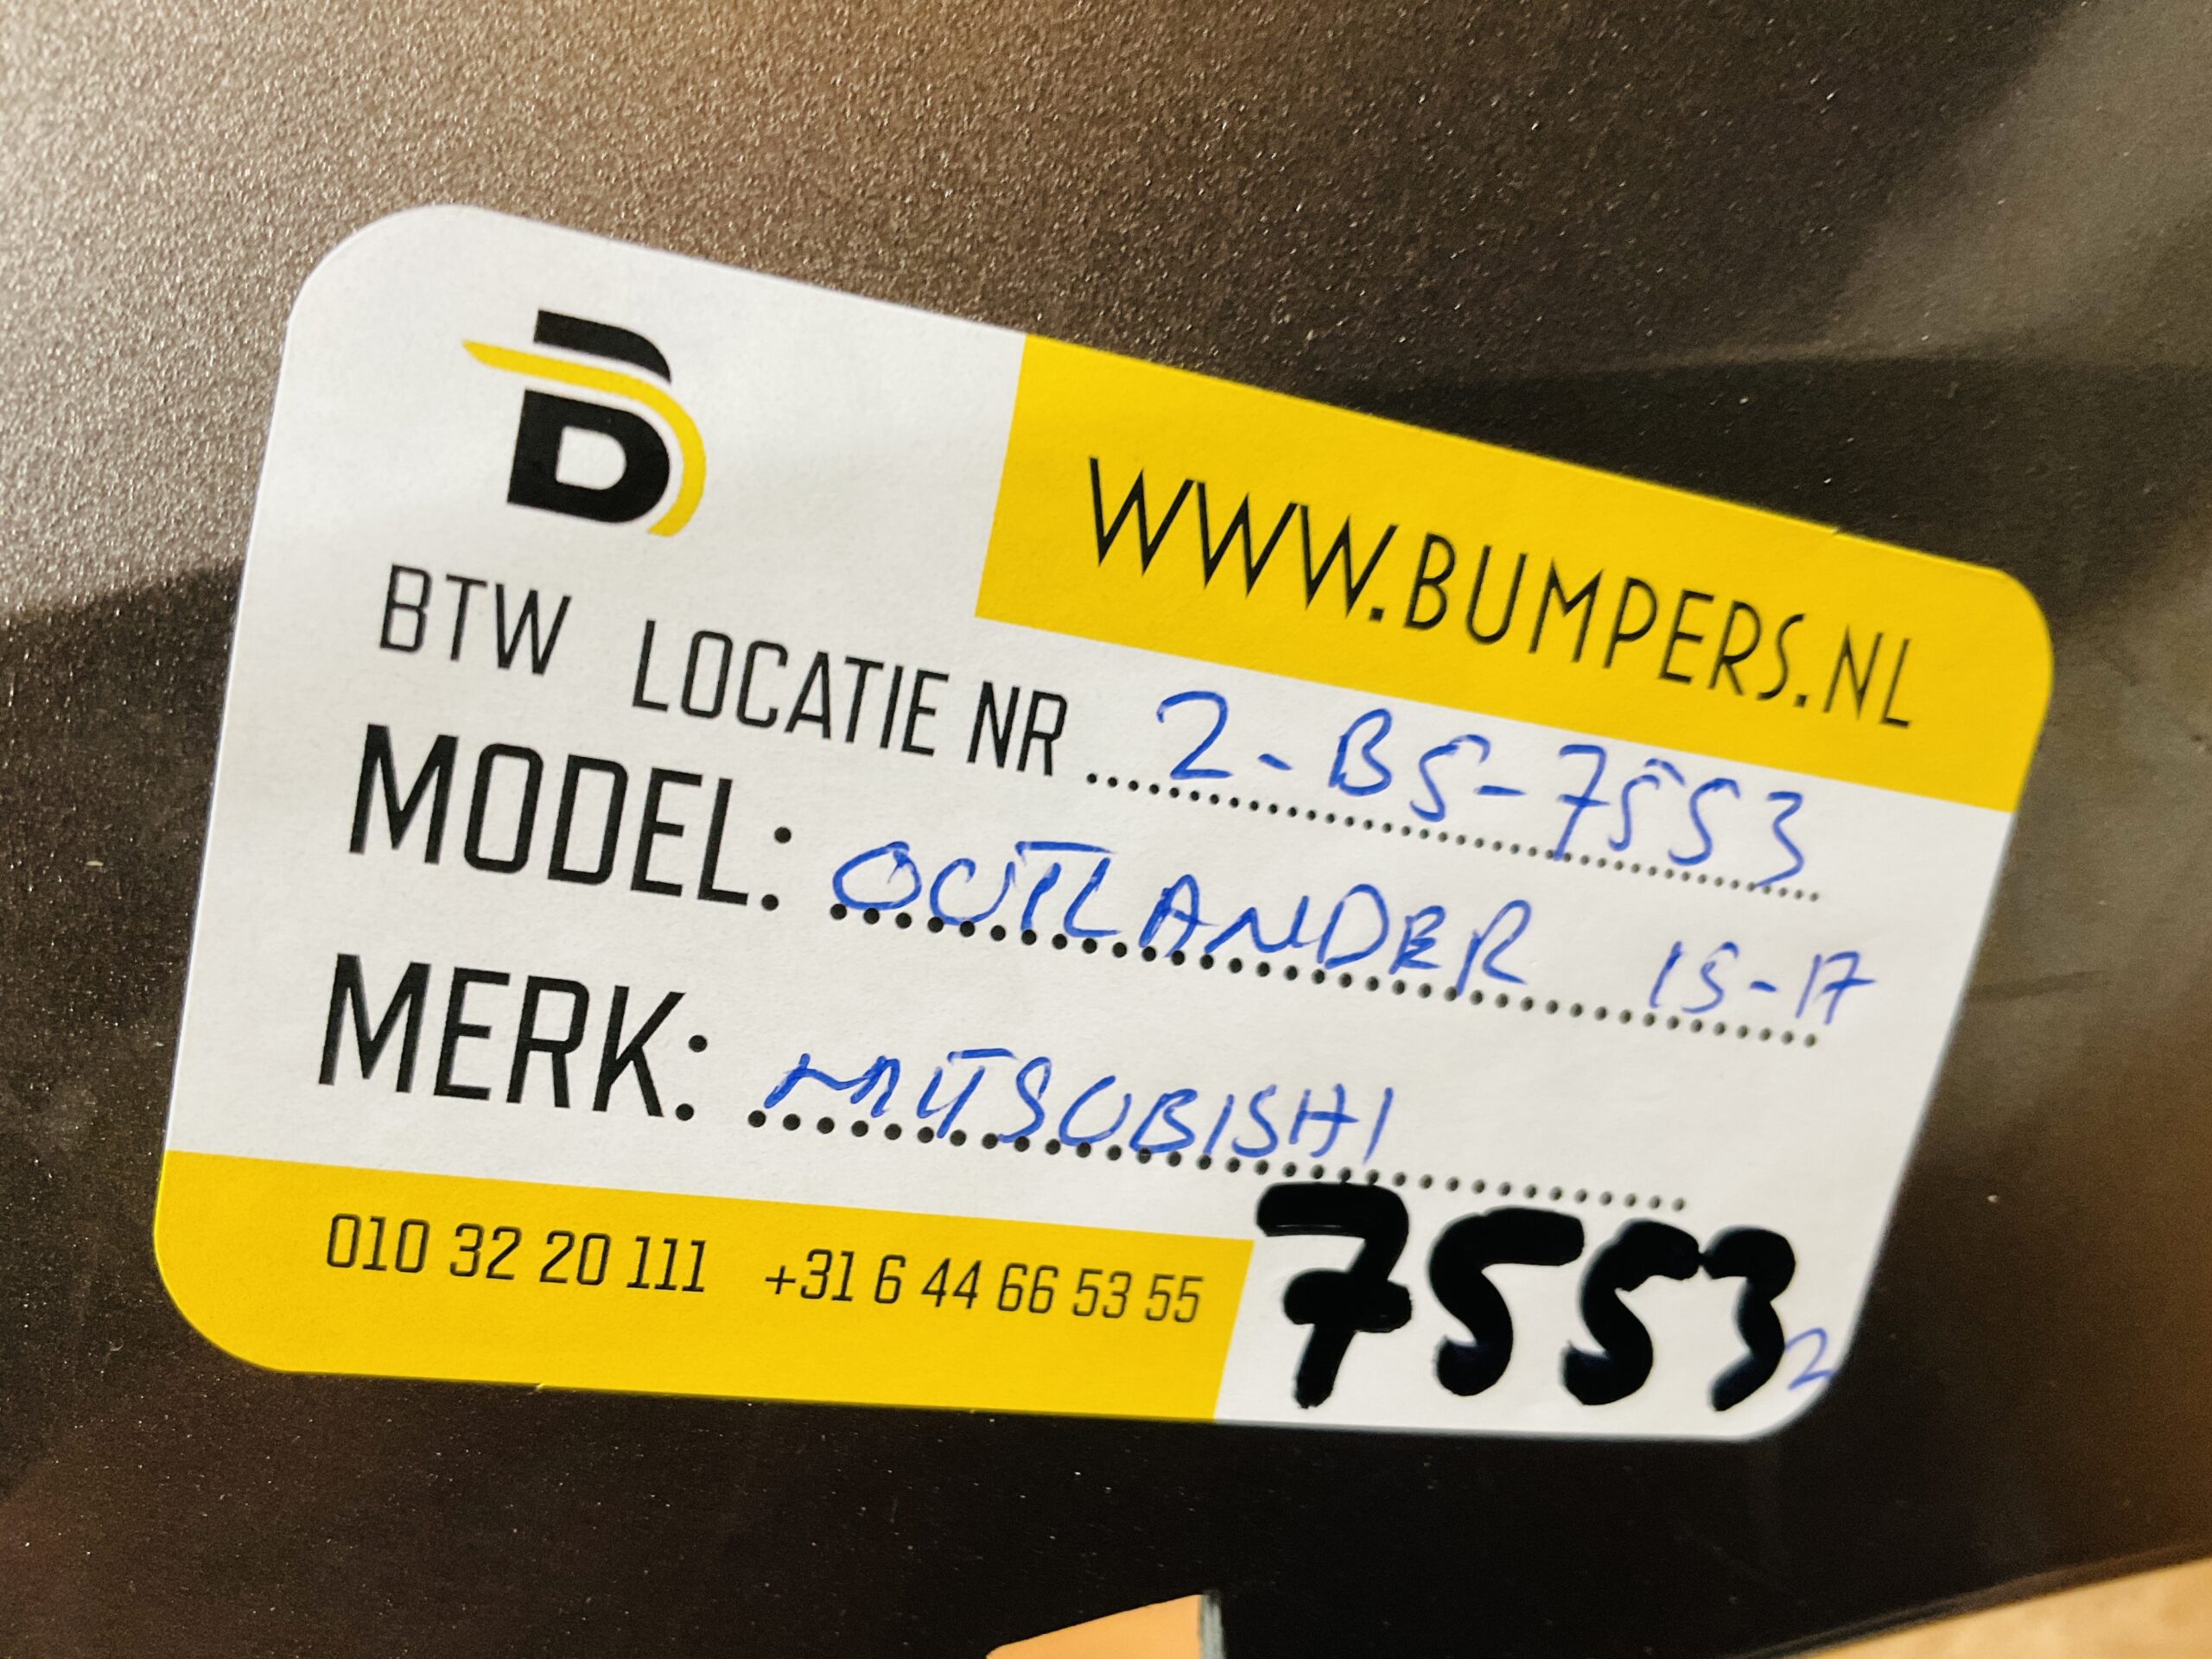 WWW.BUMPERS.NL
BTW LOCATIE NR .... 2-BS-7553
MODEL: OUTLANDER 15-17
MERK: MITSUBISHI
010 32 20 111 +31 6 44 66 53 55
7553
2